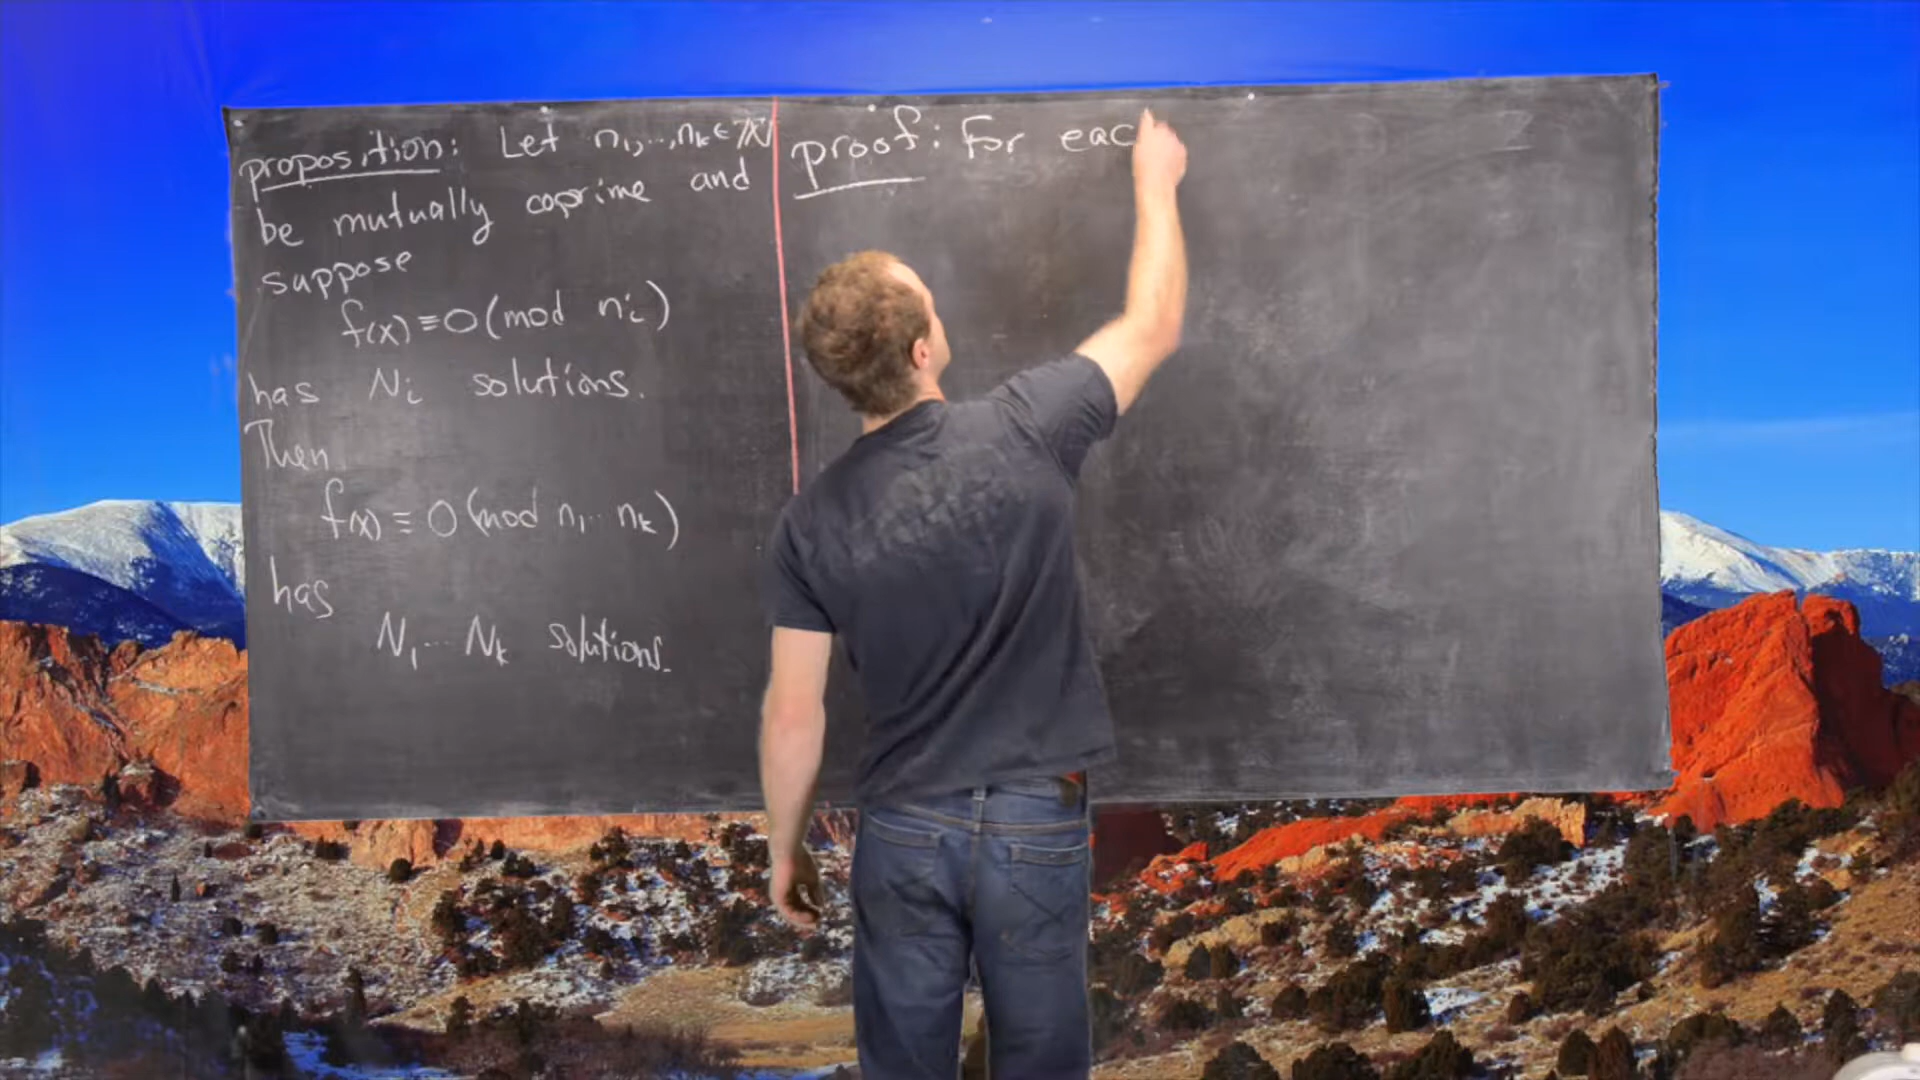 proposition: Let n₁,...,nₖ ∈ ℕ
be mutually coprime and
suppose
f(x) ≡ 0 (mod nᵢ)
has Nᵢ solutions.
Then
f(x) ≡ 0 (mod n₁...nₖ)
has
N₁...Nₖ solutions.
proof: For eac